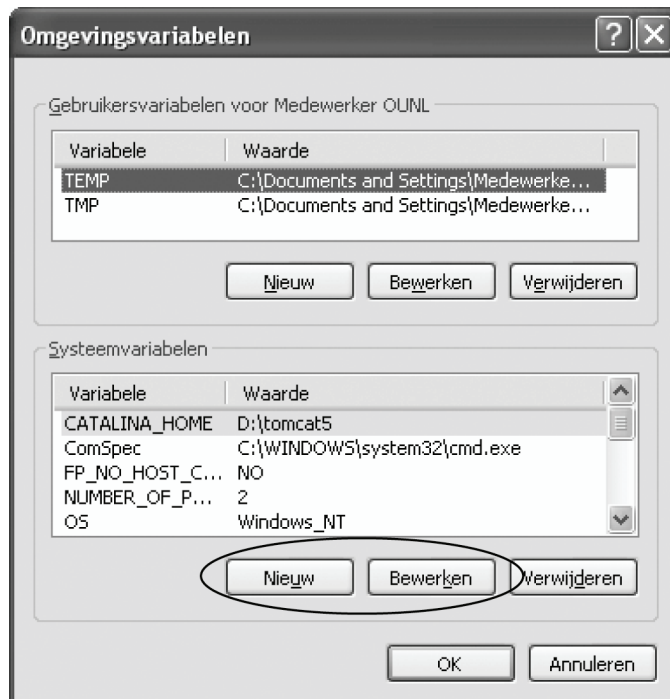 Omgevingsvariabelen
Gebruikersvariabelen voor Medewerker OUNL
Variabele Waarde
TEMP C:\Documents and Settings\Medewerke...
TMP C:\Documents and Settings\Medewerke...
Nieuw Bewerken Verwijderen
Systeemvariabelen
Variabele Waarde
CATALINA_HOME D:\tomcat5
ComSpec C:\WINDOWS\system32\cmd.exe
FP_NO_HOST_C... NO
NUMBER_OF_P... 2
OS Windows_NT
Nieuw Bewerken Verwijderen
OK Annuleren